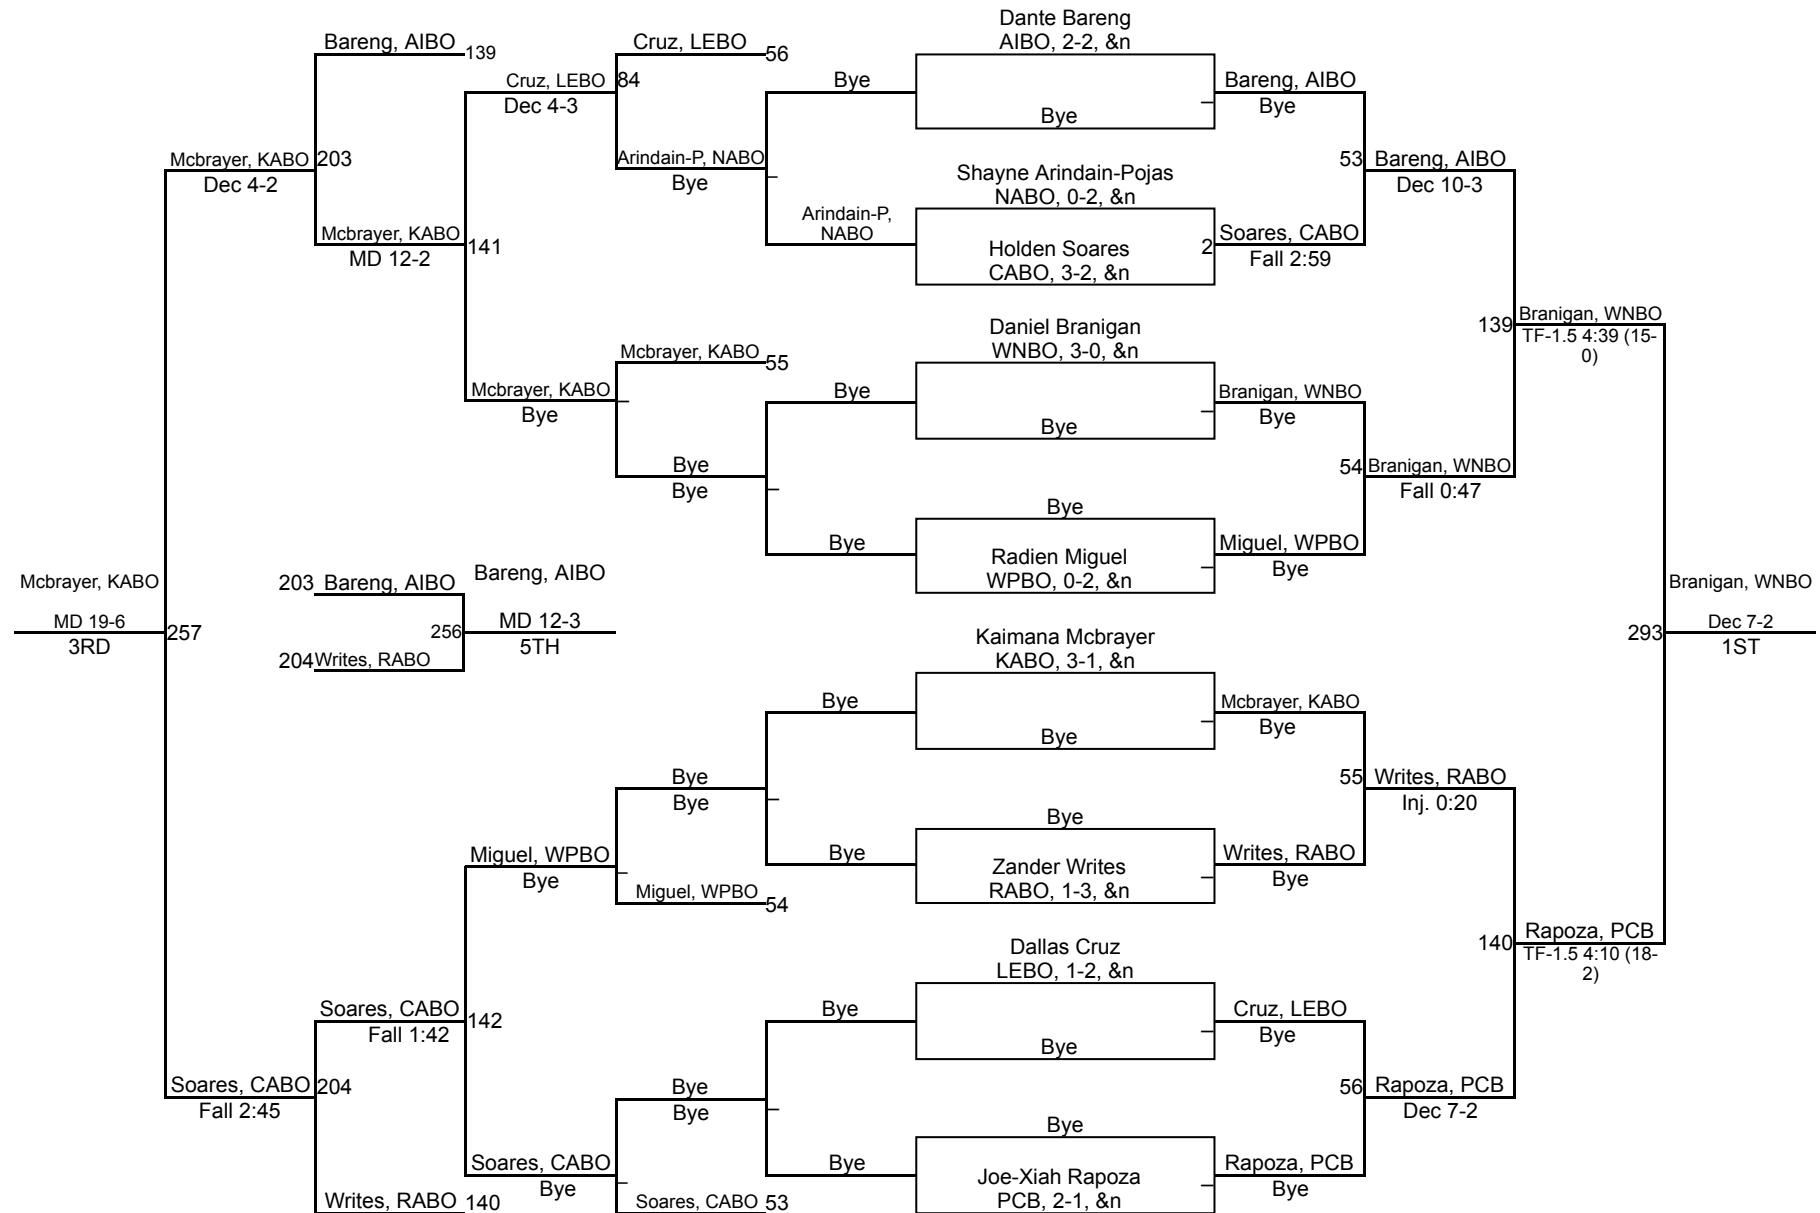 Dante Bareng
AIBO, 2-2, &n
Bye
Shayne Arindain-Pojas
NABO, 0-2, &n
Holden Soares
CABO, 3-2, &n
2
Daniel Branigan
WNBO, 3-0, &n
Bye
Bye
Radien Miguel
WPBO, 0-2, &n
Kaimana Mcbrayer
KABO, 3-1, &n
Bye
Bye
Zander Writes
RABO, 1-3, &n
Dallas Cruz
LEBO, 1-2, &n
Bye
Bye
Joe-Xiah Rapoza
PCB, 2-1, &n
Bareng, AIBO
Bye
Soares, CABO
Fall 2:59
Branigan, WNBO
Bye
Miguel, WPBO
Bye
Mcbrayer, KABO
Bye
Writes, RABO
Bye
Cruz, LEBO
Bye
Rapoza, PCB
Bye
53
Bareng, AIBO
Dec 10-3
54
Branigan, WNBO
Fall 0:47
55
Writes, RABO
Inj. 0:20
56
Rapoza, PCB
Dec 7-2
139
Branigan, WNBO
TF-1.5 4:39 (15-
0)
140
Rapoza, PCB
TF-1.5 4:10 (18-
2)
Branigan, WNBO
293
Dec 7-2
1ST
Bye
Arindain-P,
NABO
Bye
Bye
Bye
Bye
Bye
Bye
Cruz, LEBO
56
Arindain-P, NABO
Bye
Mcbrayer, KABO
55
Bye
Bye
Bye
Bye
Miguel, WPBO
54
Bye
Bye
Soares, CABO
53
Cruz, LEBO
84
Dec 4-3
Mcbrayer, KABO
Bye
Miguel, WPBO
Bye
Soares, CABO
Bye
Bareng, AIBO
139
Mcbrayer, KABO
141
MD 12-2
Soares, CABO
142
Fall 1:42
Writes, RABO
140
Mcbrayer, KABO
203
Dec 4-2
Soares, CABO
204
Fall 2:45
Mcbrayer, KABO
257
MD 19-6
3RD
203
Bareng, AIBO
204
Writes, RABO
Bareng, AIBO
256
MD 12-3
5TH